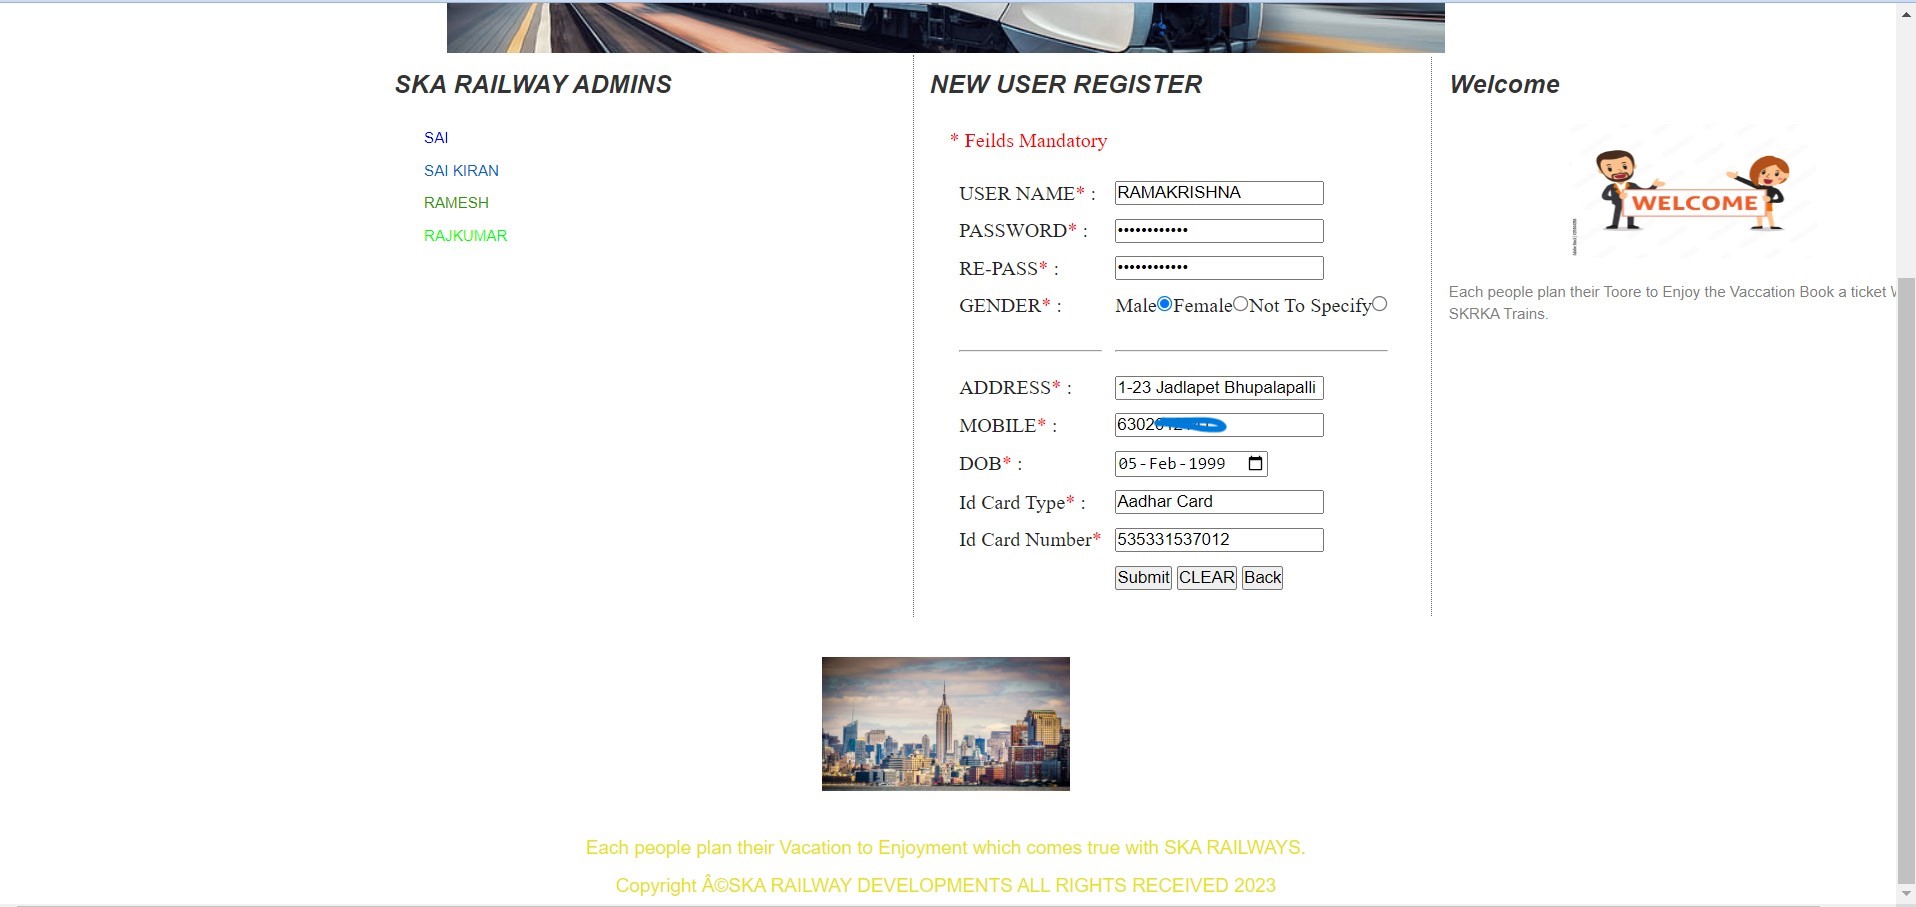 SKA RAILWAY ADMINS
SAI
SAI KIRAN
RAMESH
RAJKUMAR
NEW USER REGISTER
* Feilds Mandatory
USER NAME* : RAMAKRISHNA
PASSWORD* : ••••••••••••
RE-PASS* : ••••••••••••
GENDER* : Male Female Not To Specify
ADDRESS* : 1-23 Jadlapet Bhupalapalli
MOBILE* : 6302
DOB* : 05-Feb-1999
Id Card Type* : Aadhar Card
Id Card Number* 535331537012
Submit CLEAR Back
Welcome
WELCOME
Each people plan their Toore to Enjoy the Vaccation Book a ticket
SKRKA Trains.
Each people plan their Vacation to Enjoyment which comes true with SKA RAILWAYS.
Copyright Â©SKA RAILWAY DEVELOPMENTS ALL RIGHTS RECEIVED 2023